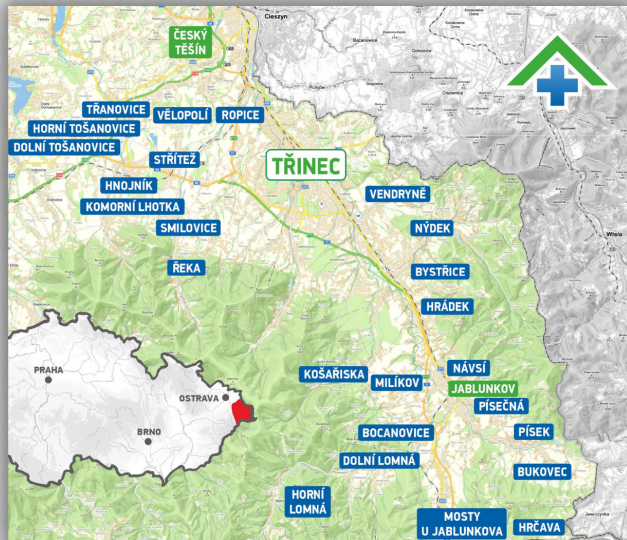 Cieszyn
ČESKÝ
TĚŠÍN
TŘANOVICE
VĚLOPOLÍ
ROPICE
HORNÍ TOŠANOVICE
DOLNÍ TOŠANOVICE
STŘÍTEŽ
TŘINEC
HNOJNÍK
VENDRYNĚ
KOMORNÍ LHOTKA
SMILOVICE
NÝDEK
Wisła
ŘEKA
BYSTŘICE
HRÁDEK
PRAHA
OSTRAVA
BRNO
KOŠAŘISKA
MILÍKOV
NÁVSÍ
JABLUNKOV
PÍSEČNÁ
BOCANOVICE
PÍSEK
DOLNÍ LOMNÁ
BUKOVEC
HORNÍ
LOMNÁ
MOSTY
U JABLUNKOVA
HRČAVA